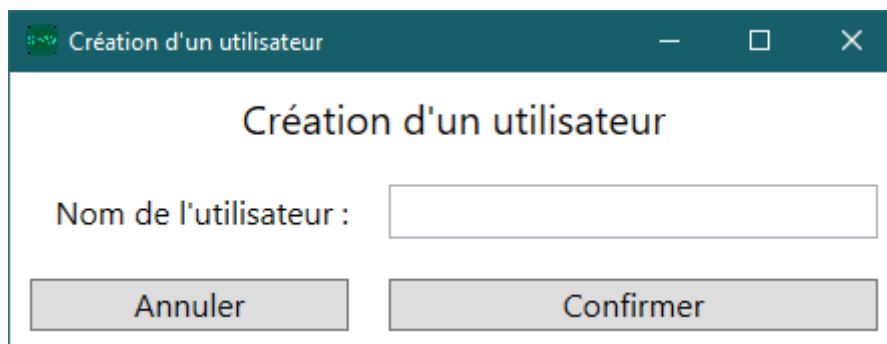 Création d'un utilisateur
Création d'un utilisateur
Nom de l'utilisateur :
Annuler Confirmer